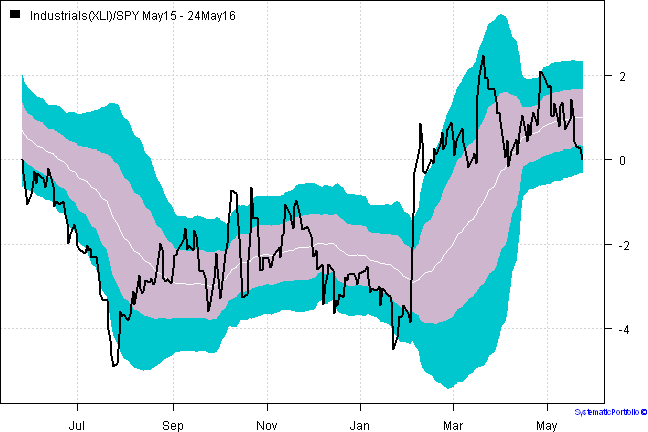 Industrials(XLI)/SPY May15 - 24May16
2
0
-2
-4
Jul Sep Nov Jan Mar May
SystematicPortfolio ©